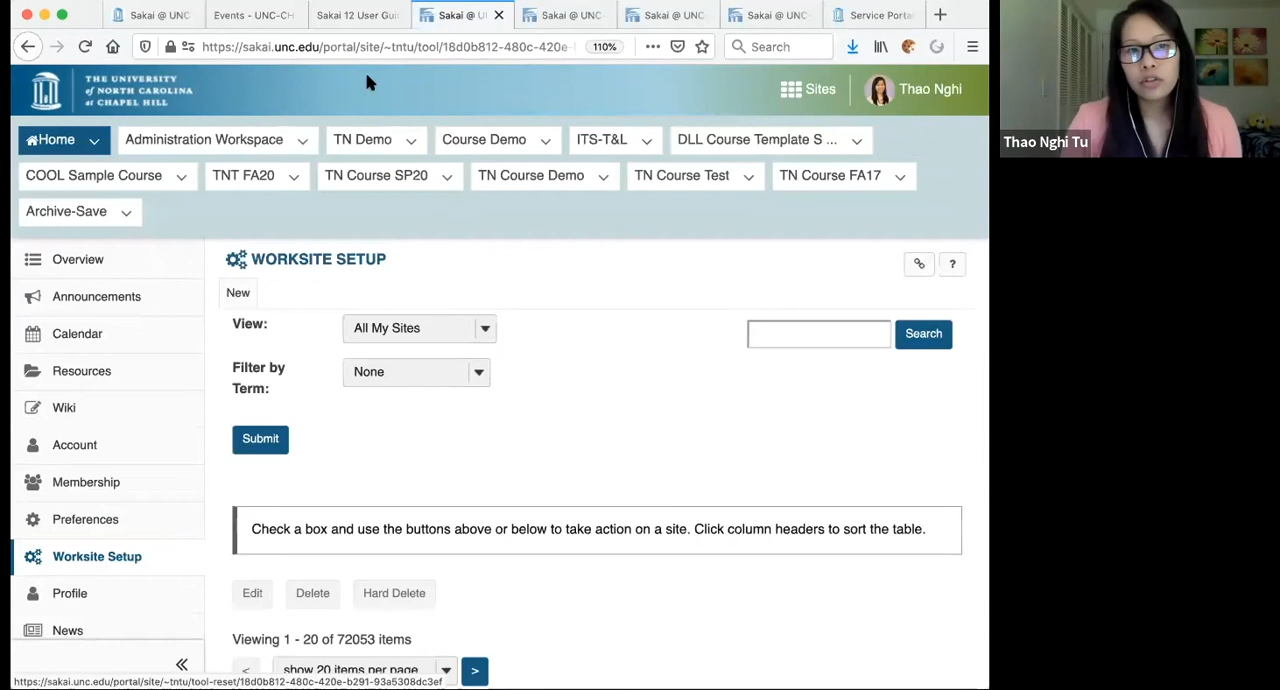 Sakai @ UNC
Events - UNC-CH
Sakai 12 User Gui
Sakai @ U
Sakai @ UNC
Sakai @ UNC
Sakai @ UNC
Service Porta
https://sakai.unc.edu/portal/site/~tntu/tool/18d0b812-480c-420e-
110%
Search
THE UNIVERSITY
of NORTH CAROLINA
at CHAPEL HILL
Sites
Thao Nghi
Thao Nghi Tu
Home
Administration Workspace
TN Demo
Course Demo
ITS-T&L
DLL Course Template S ...
COOL Sample Course
TNT FA20
TN Course SP20
TN Course Demo
TN Course Test
TN Course FA17
Archive-Save
Overview
Announcements
Calendar
Resources
Wiki
Account
Membership
Preferences
Worksite Setup
Profile
News
WORKSITE SETUP
?
New
View:
All My Sites
Search
Filter by
Term:
None
Submit
Check a box and use the buttons above or below to take action on a site. Click column headers to sort the table.
Edit
Delete
Hard Delete
Viewing 1 - 20 of 72053 items
<
show 20 items per page
>
https://sakai.unc.edu/portal/site/~tntu/tool-reset/18d0b812-480c-420e-b291-93a5308dc3ef